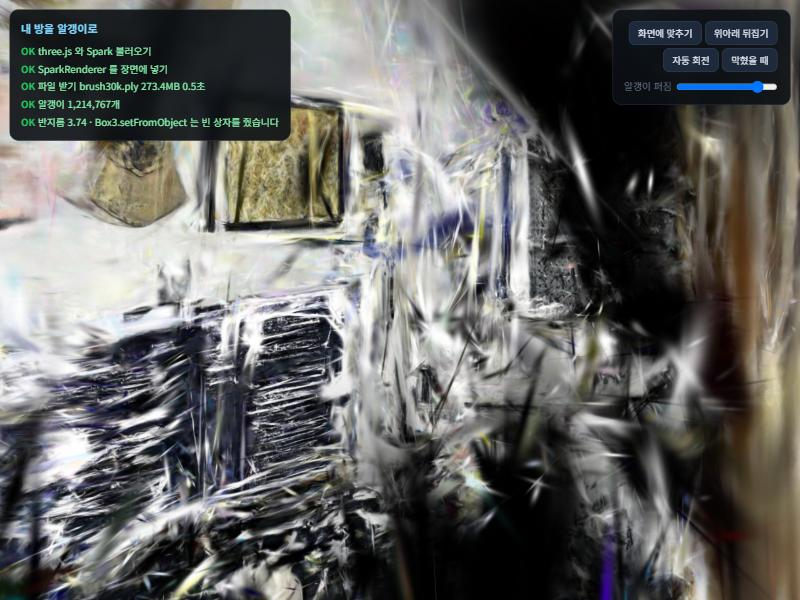 내 방을 알갱이로
OK three.js 와 Spark 불러오기
OK SparkRenderer 를 장면에 넣기
OK 파일 받기 brush30k.ply 273.4MB 0.5초
OK 알갱이 1,214,767개
OK 반지름 3.74 · Box3.setFromObject 는 빈 상자를 줬습니다
화면에 맞추기 위아래 뒤집기
자동 회전 막혔을 때
알갱이 퍼짐